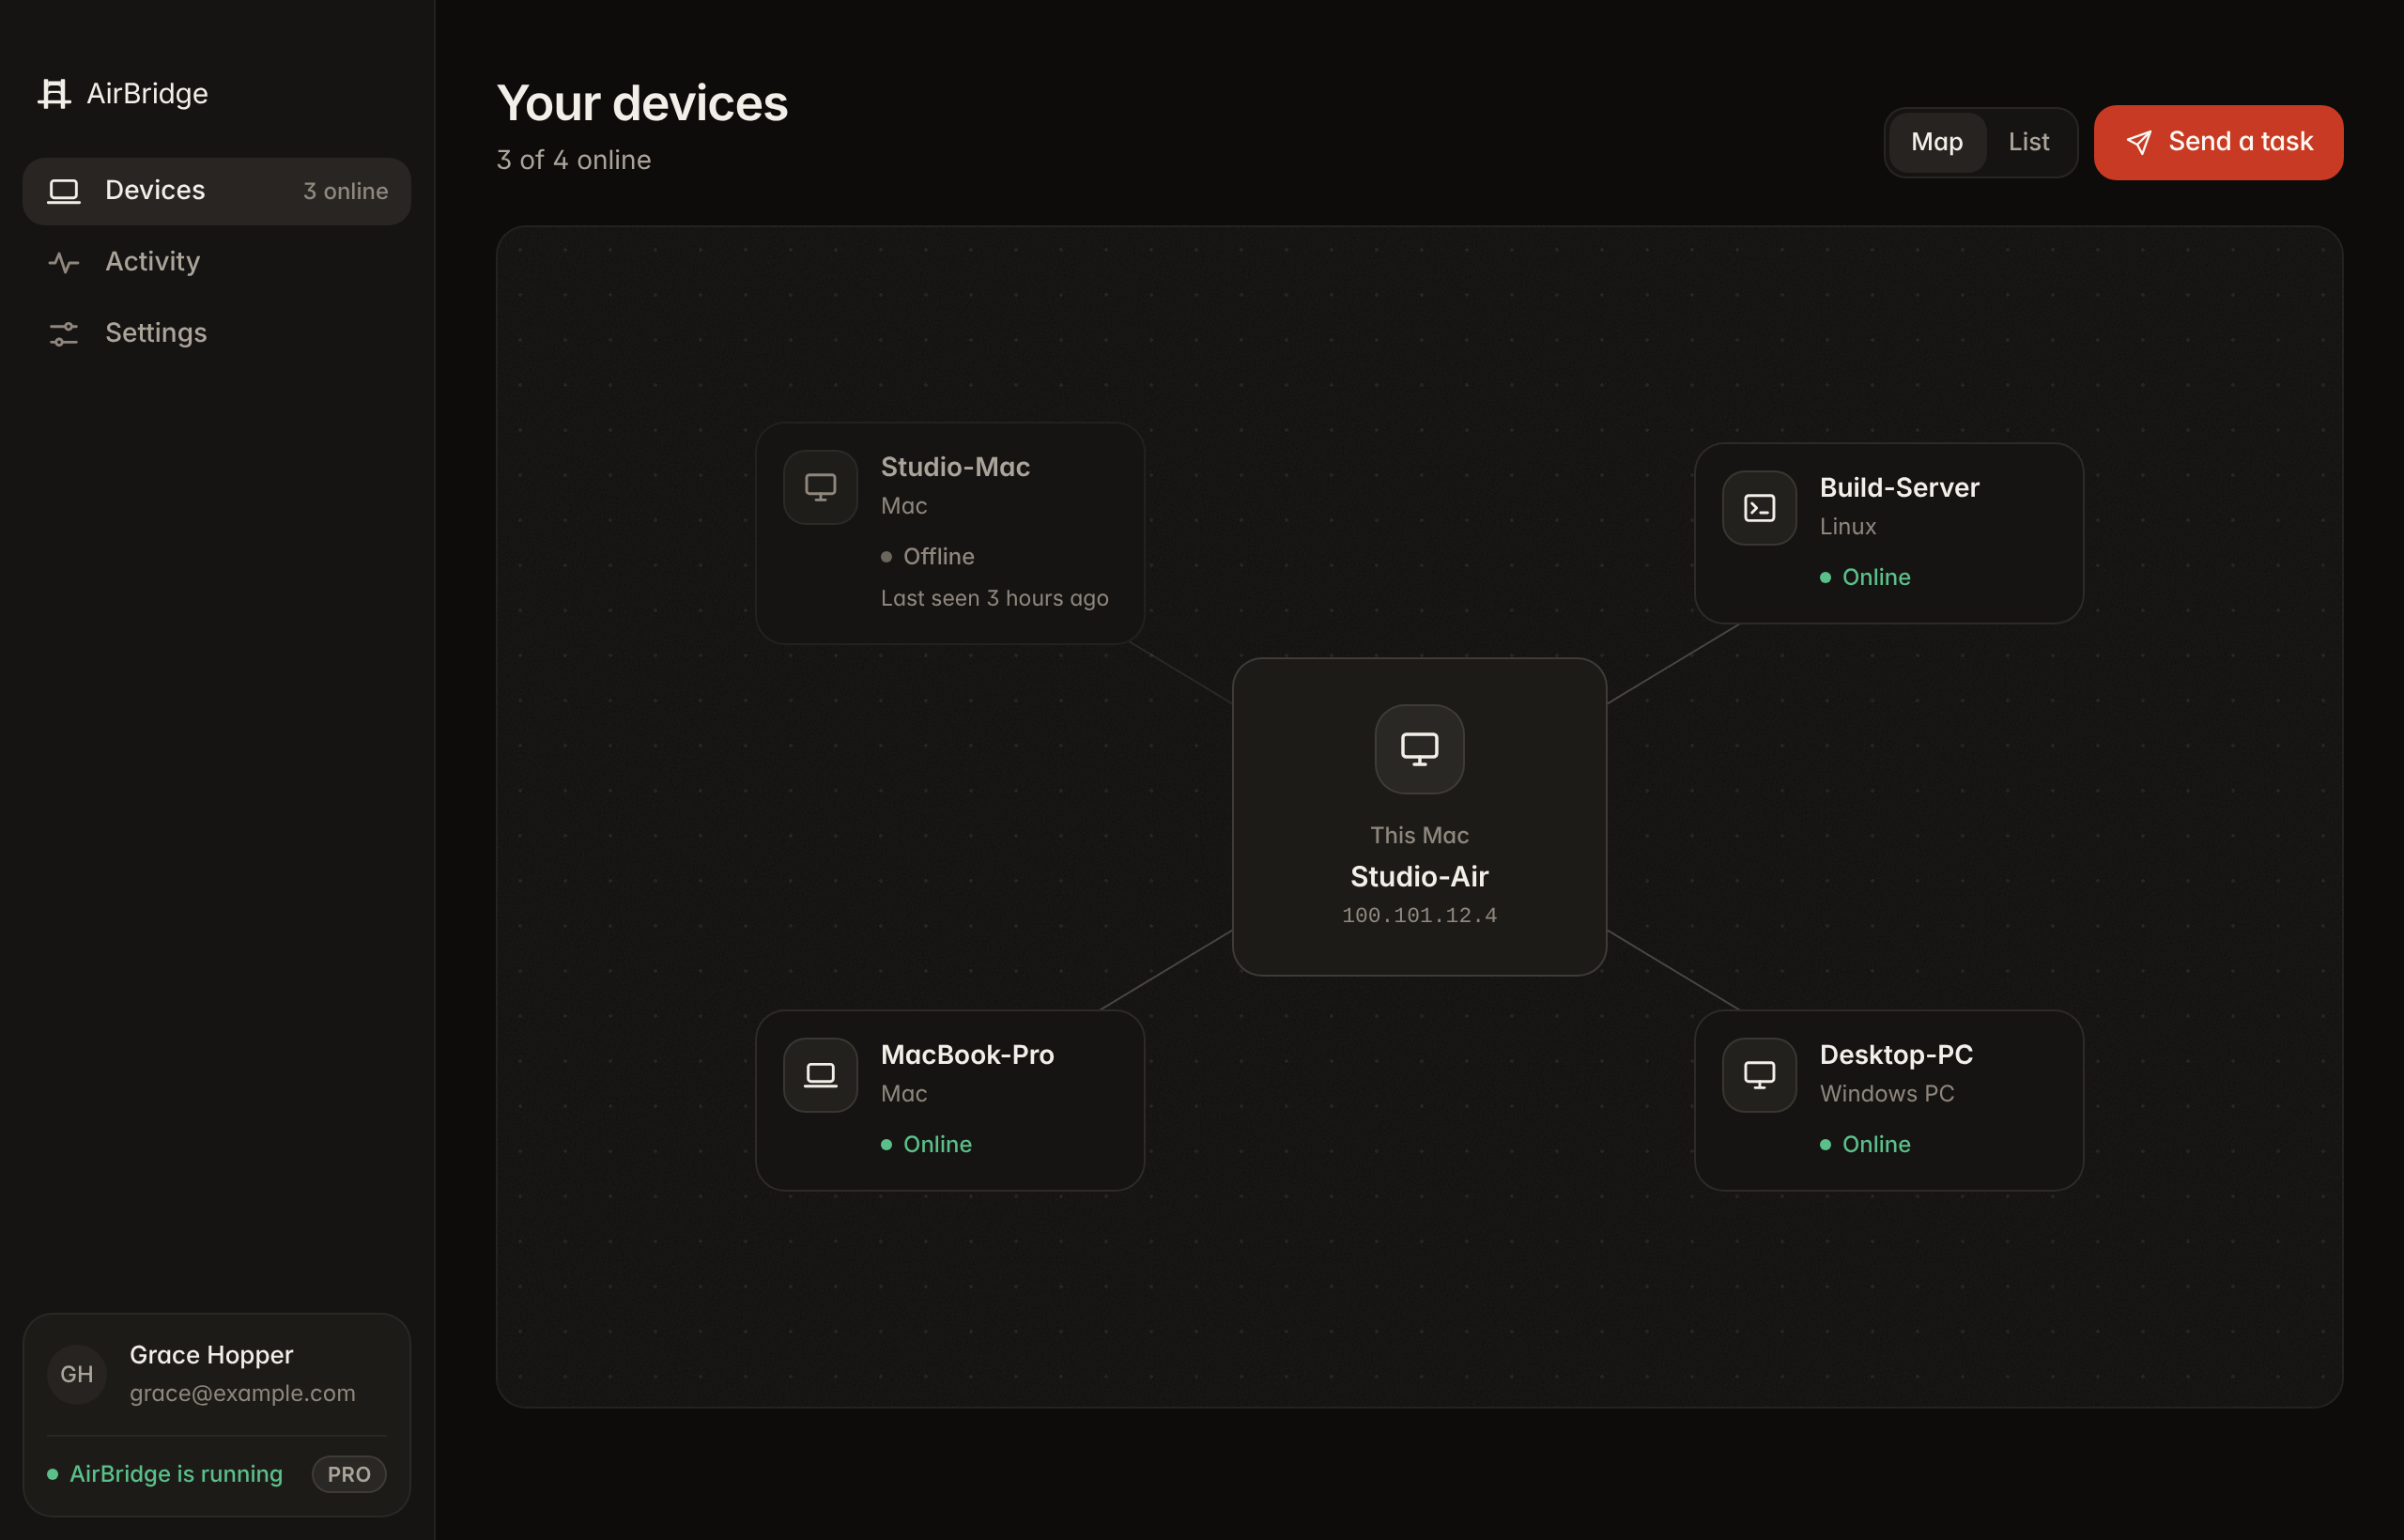 AirBridge
Devices
3 online
Activity
Settings
Your devices
3 of 4 online
Map
List
Send a task
Studio-Mac
Mac
Offline
Last seen 3 hours ago
Build-Server
Linux
Online
This Mac
Studio-Air
100.101.12.4
MacBook-Pro
Mac
Online
Desktop-PC
Windows PC
Online
GH
Grace Hopper
grace@example.com
AirBridge is running
PRO